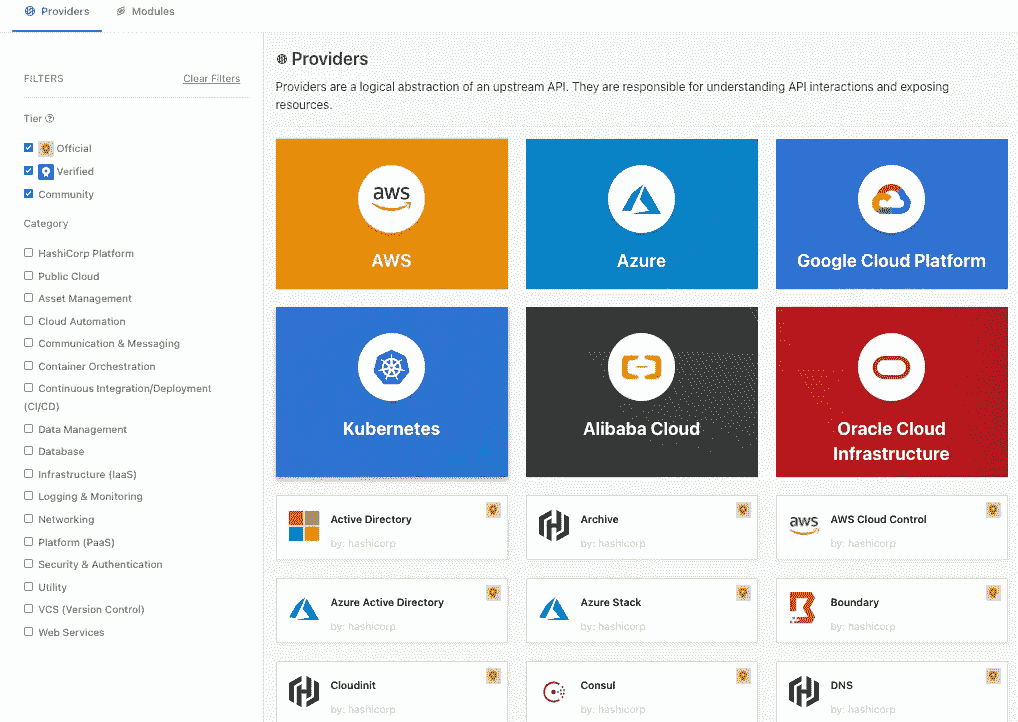 Providers
Modules
FILTERS
Clear Filters
Tier
Official
Verified
Community
Category
HashiCorp Platform
Public Cloud
Asset Management
Cloud Automation
Communication & Messaging
Container Orchestration
Continuous Integration/Deployment
(CI/CD)
Data Management
Database
Infrastructure (IaaS)
Logging & Monitoring
Networking
Platform (PaaS)
Security & Authentication
Utility
VCS (Version Control)
Web Services
Providers
Providers are a logical abstraction of an upstream API. They are responsible for understanding API interactions and exposing
resources.
aws
AWS
Azure
Google Cloud Platform
Kubernetes
Alibaba Cloud
Oracle Cloud
Infrastructure
Active Directory
by: hashicorp
Archive
by: hashicorp
aws
AWS Cloud Control
by: hashicorp
Azure Active Directory
by: hashicorp
Azure Stack
by: hashicorp
Boundary
by: hashicorp
Cloudinit
by: hashicorp
Consul
by: hashicorp
DNS
by: hashicorp